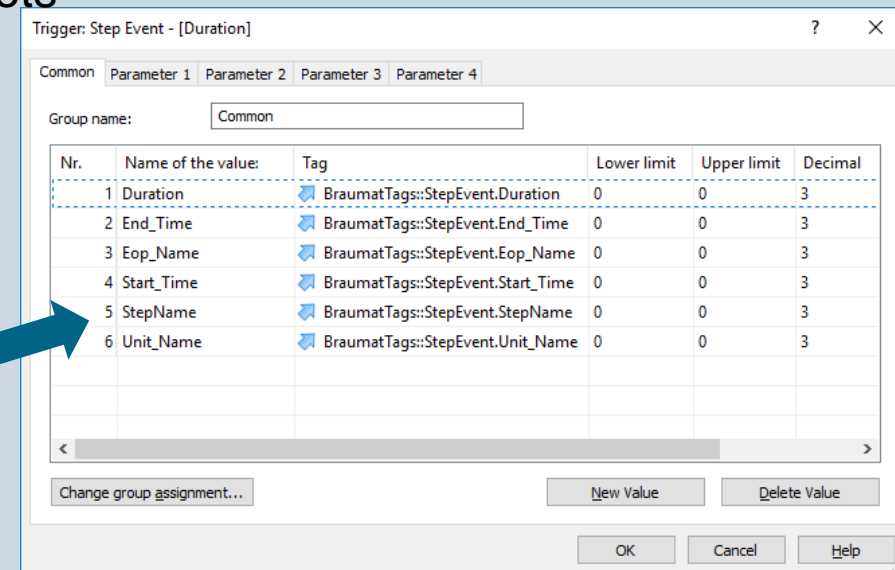 Trigger: Step Event - [Duration] ? X
Common Parameter 1 Parameter 2 Parameter 3 Parameter 4
Group name: Common
Nr. Name of the value: Tag Lower limit Upper limit Decimal
1 Duration BraumatTags::StepEvent.Duration 0 0 3
2 End_Time BraumatTags::StepEvent.End_Time 0 0 3
3 Eop_Name BraumatTags::StepEvent.Eop_Name 0 0 3
4 Start_Time BraumatTags::StepEvent.Start_Time 0 0 3
5 StepName BraumatTags::StepEvent.StepName 0 0 3
6 Unit_Name BraumatTags::StepEvent.Unit_Name 0 0 3
Change group assignment... New Value Delete Value
OK Cancel Help